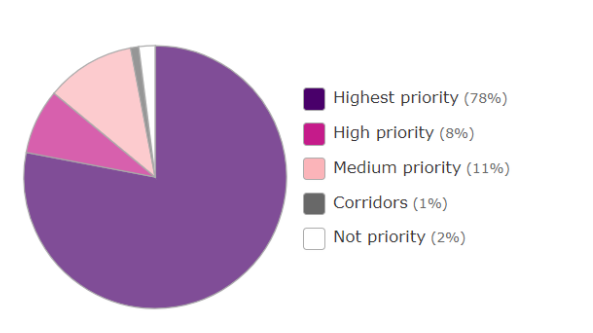 Highest priority (78%)
High priority (8%)
Medium priority (11%)
Corridors (1%)
Not priority (2%)